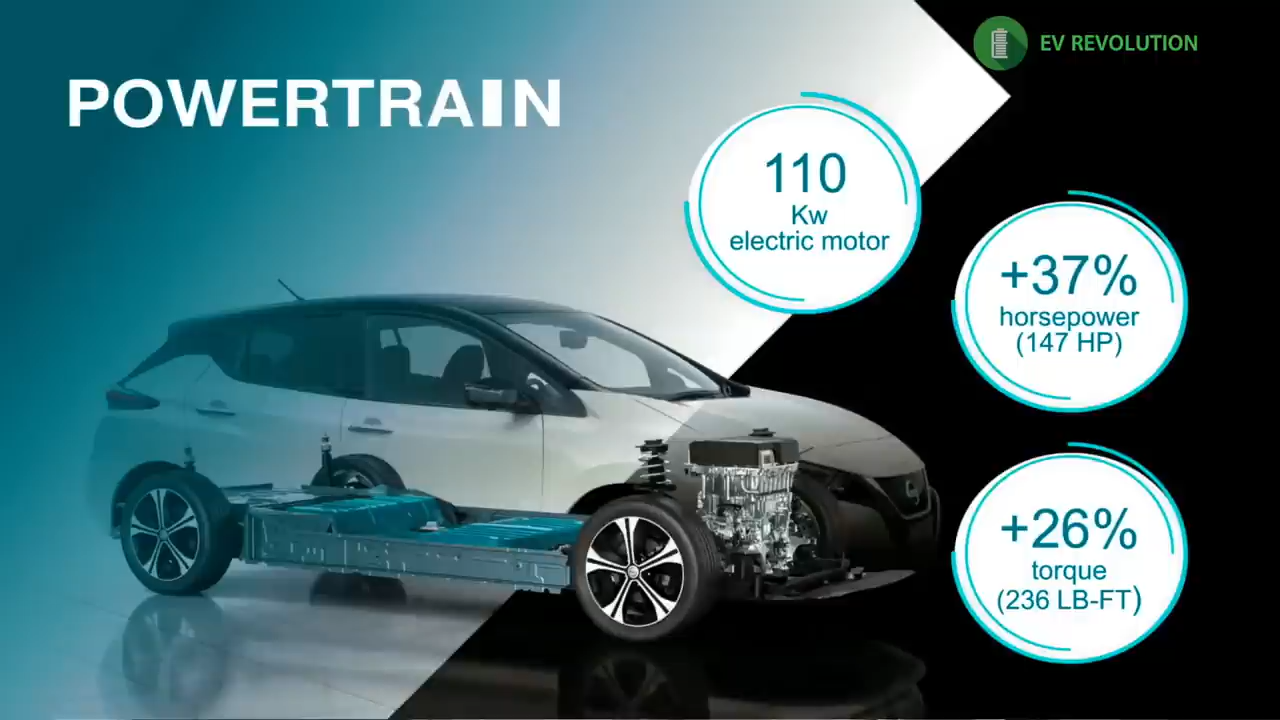 EV REVOLUTION
POWERTRAIN
110
Kw
electric motor
+37%
horsepower
(147 HP)
+26%
torque
(236 LB-FT)